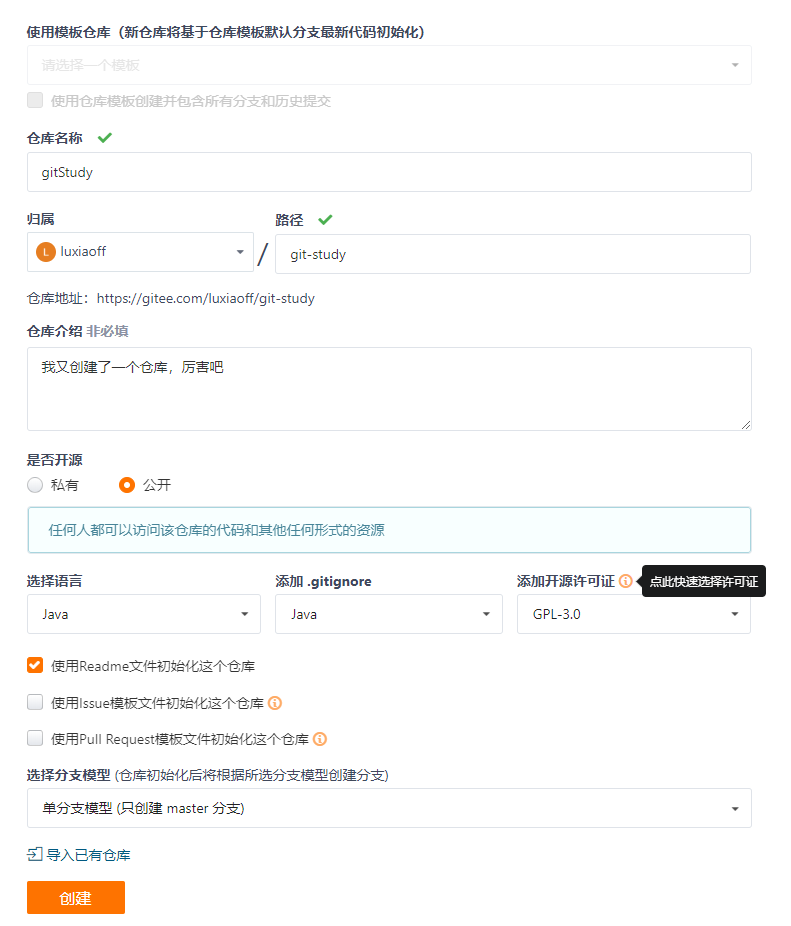 使用模板仓库（新仓库将基于仓库模板默认分支最新代码初始化）
请选择一个模板
使用仓库模板创建并包含所有分支和历史提交
仓库名称
gitStudy
归属 路径
L luxiaoff / git-study
仓库地址：https://gitee.com/luxiaoff/git-study
仓库介绍 非必填
我又创建了一个仓库，厉害吧
是否开源
私有 公开
任何人都可以访问该仓库的代码和其他任何形式的资源
选择语言 添加 .gitignore 添加开源许可证 点此快速选择许可证
Java Java GPL-3.0
使用Readme文件初始化这个仓库
使用Issue模板文件初始化这个仓库
使用Pull Request模板文件初始化这个仓库
选择分支模型 (仓库初始化后将根据所选分支模型创建分支)
单分支模型 (只创建 master 分支)
导入已有仓库
创建